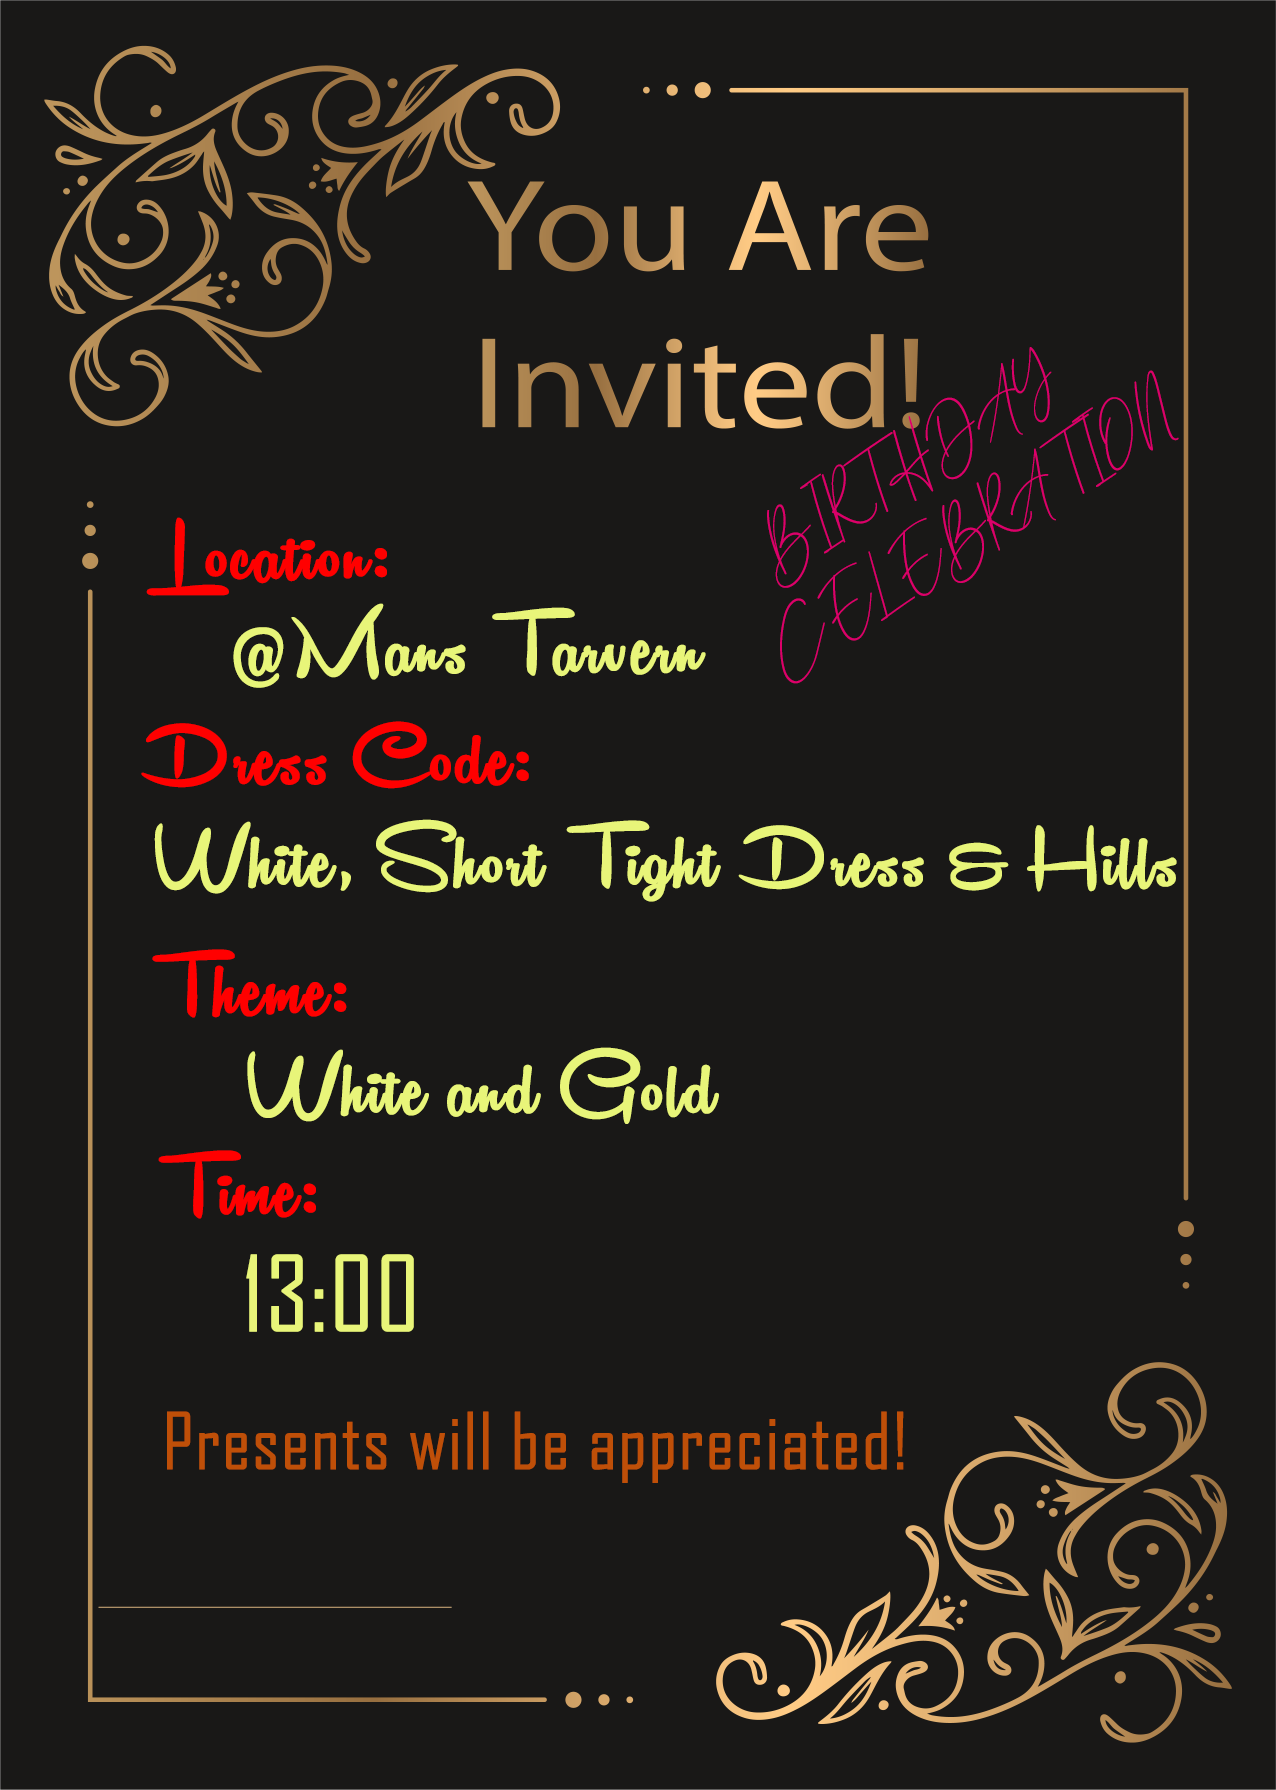 You Are
Invited!
BIRTHDAY
CELEBRATION
Location:
@Mans Tarvern
Dress Code:
White, Short Tight Dress & Hills
Theme:
White and Gold
Time:
13:00
Presents will be appreciated!